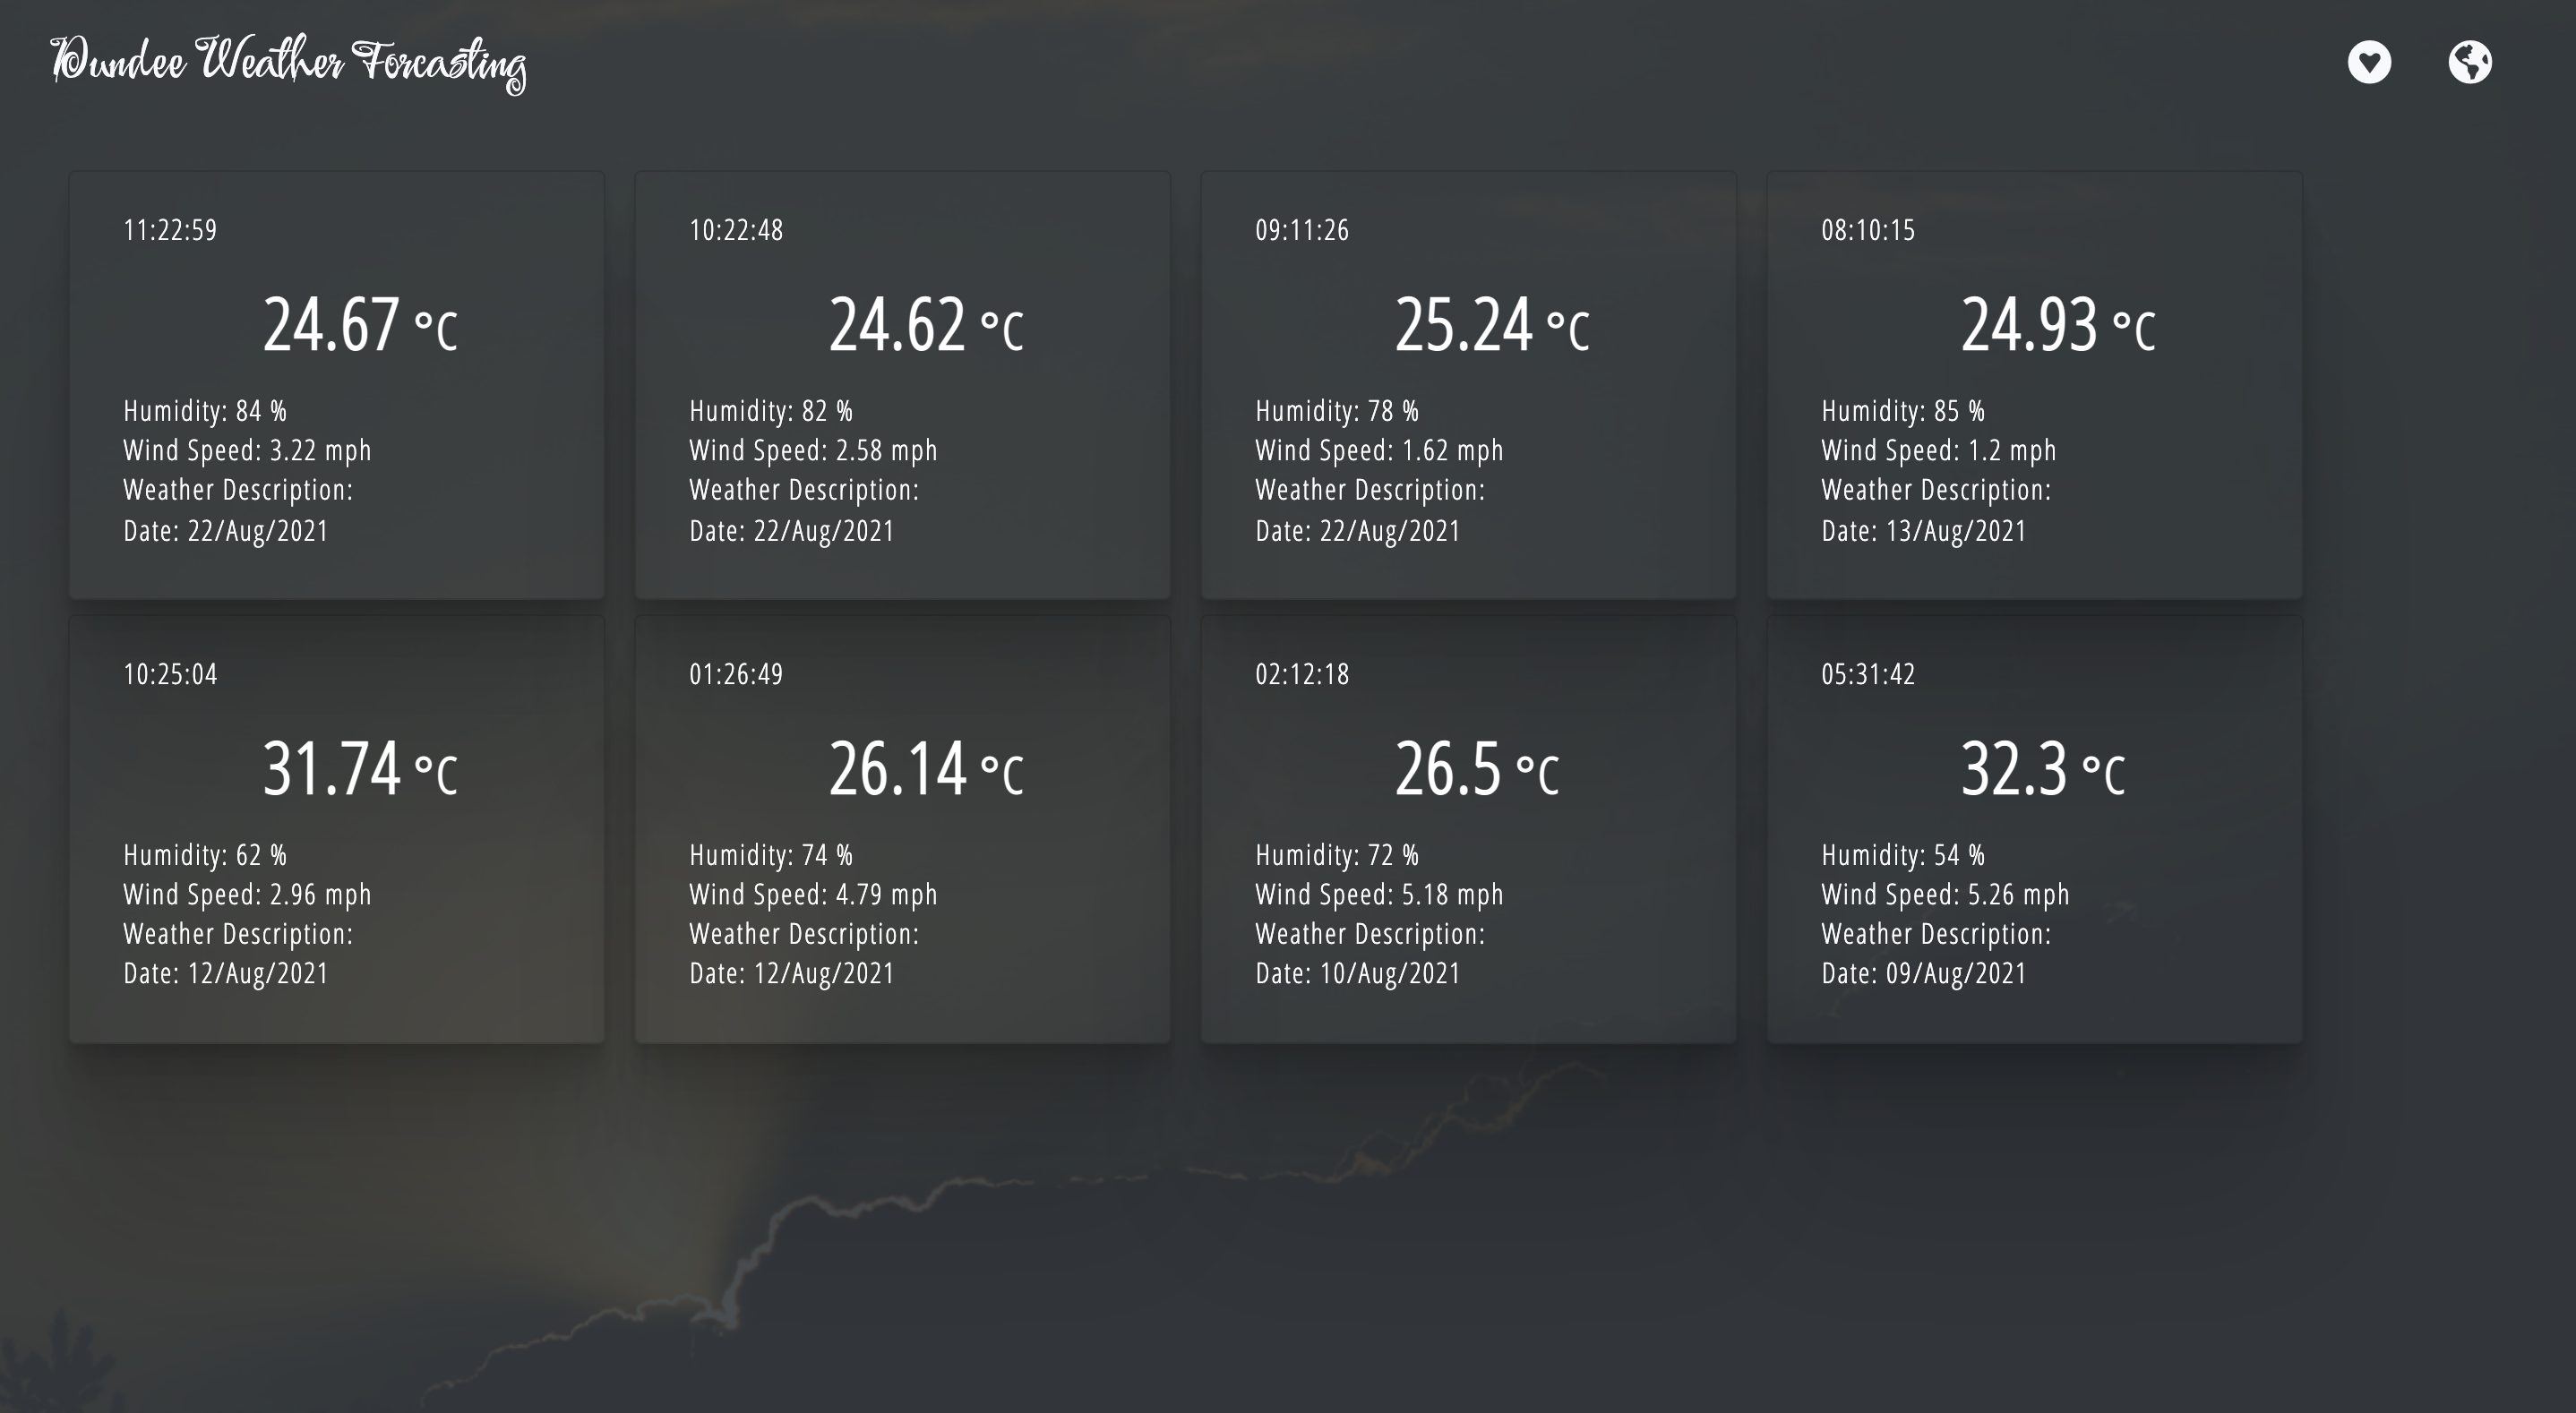 Dundee Weather Forcasting
11:22:59
24.67 °C
Humidity: 84 %
Wind Speed: 3.22 mph
Weather Description:
Date: 22/Aug/2021
10:22:48
24.62 °C
Humidity: 82 %
Wind Speed: 2.58 mph
Weather Description:
Date: 22/Aug/2021
09:11:26
25.24 °C
Humidity: 78 %
Wind Speed: 1.62 mph
Weather Description:
Date: 22/Aug/2021
08:10:15
24.93 °C
Humidity: 85 %
Wind Speed: 1.2 mph
Weather Description:
Date: 13/Aug/2021
10:25:04
31.74 °C
Humidity: 62 %
Wind Speed: 2.96 mph
Weather Description:
Date: 12/Aug/2021
01:26:49
26.14 °C
Humidity: 74 %
Wind Speed: 4.79 mph
Weather Description:
Date: 12/Aug/2021
02:12:18
26.5 °C
Humidity: 72 %
Wind Speed: 5.18 mph
Weather Description:
Date: 10/Aug/2021
05:31:42
32.3 °C
Humidity: 54 %
Wind Speed: 5.26 mph
Weather Description:
Date: 09/Aug/2021